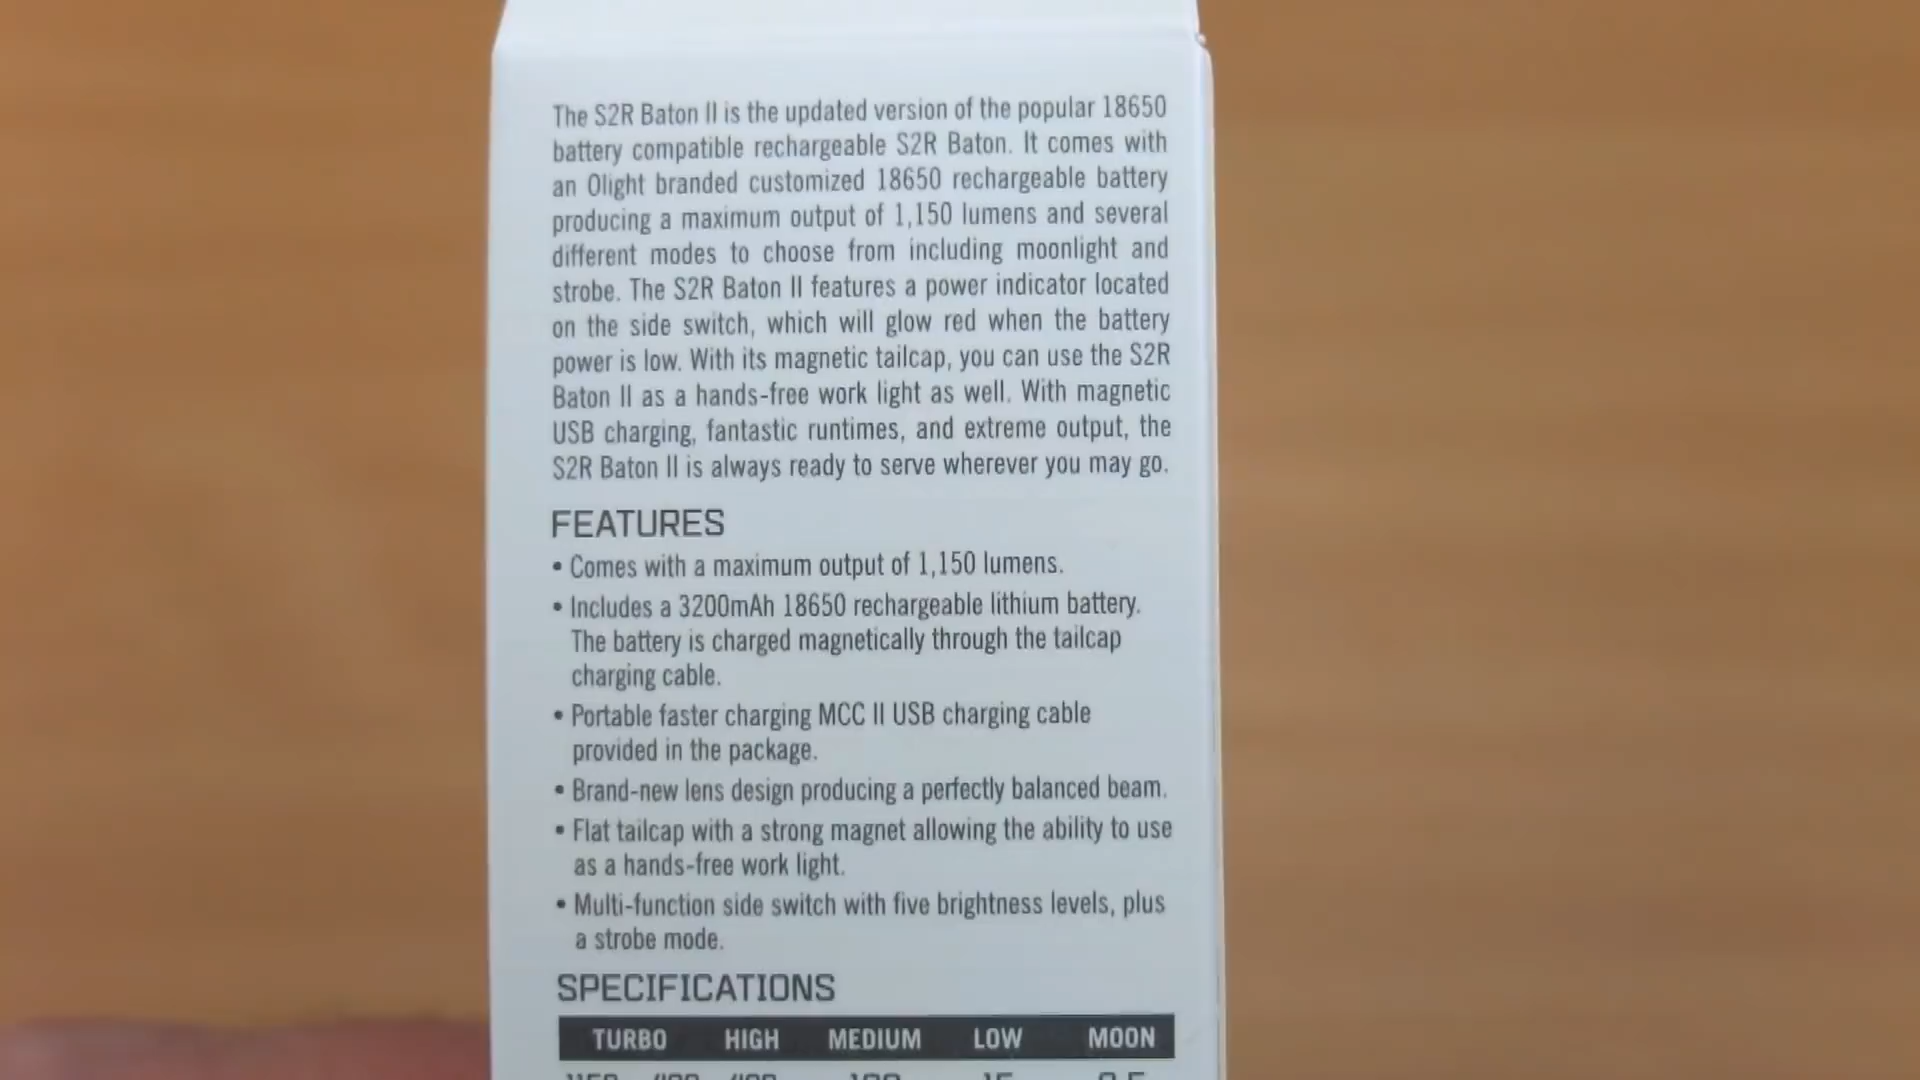 The S2R Baton II is the updated version of the popular 18650
battery compatible rechargeable S2R Baton. It comes with
an Olight branded customized 18650 rechargeable battery
producing a maximum output of 1,150 lumens and several
different modes to choose from including moonlight and
strobe. The S2R Baton II features a power indicator located
on the side switch, which will glow red when the battery
power is low. With its magnetic tailcap, you can use the S2R
Baton II as a hands-free work light as well. With magnetic
USB charging, fantastic runtimes, and extreme output, the
S2R Baton II is always ready to serve wherever you may go.
FEATURES
• Comes with a maximum output of 1,150 lumens.
• Includes a 3200mAh 18650 rechargeable lithium battery.
The battery is charged magnetically through the tailcap
charging cable.
• Portable faster charging MCC II USB charging cable
provided in the package.
• Brand-new lens design producing a perfectly balanced beam.
• Flat tailcap with a strong magnet allowing the ability to use
as a hands-free work light.
• Multi-function side switch with five brightness levels, plus
a strobe mode.
SPECIFICATIONS
TURBO HIGH MEDIUM LOW MOON